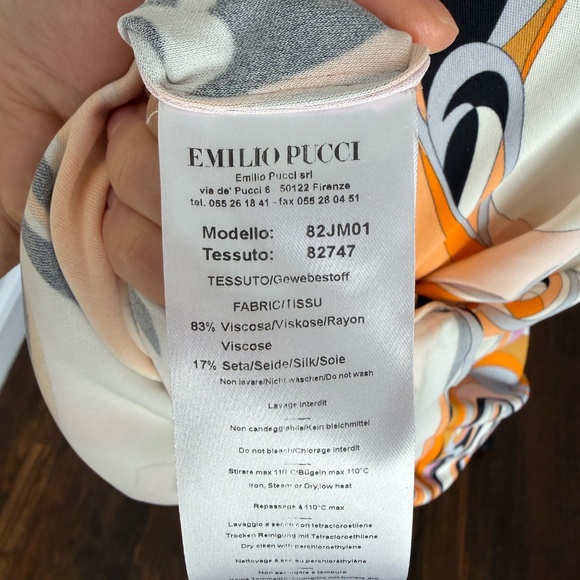 EMILIO PUCCI
Emilio Pucci srl
via de' Pucci 6 - 50122 Firenze
tel. 055 26 18 41 - fax 055 28 04 51
Modello: 82JM01
Tessuto: 82747
TESSUTO/Gewebestoff
FABRIC/TISSU
83% Viscosa/Viskose/Rayon
Viscose
17% Seta/Seide/Silk/Soie
Non lavare/Nicht waschen/Do not wash
Lavage interdit
Non candeggiabile/Kein bleichmittel
Do not bleach/Chlorage interdit
Stirare max 110°C/Bügeln max 110°C
Iron, Steam or Dry,low heat
Repassage à 110°C max
Lavaggio a secco con tetracloroetilene
Trocken Reinigung mit Tetracloroetilene
Dry clean with perchloroethylene
Nettoyage à sec au perchloroethylène